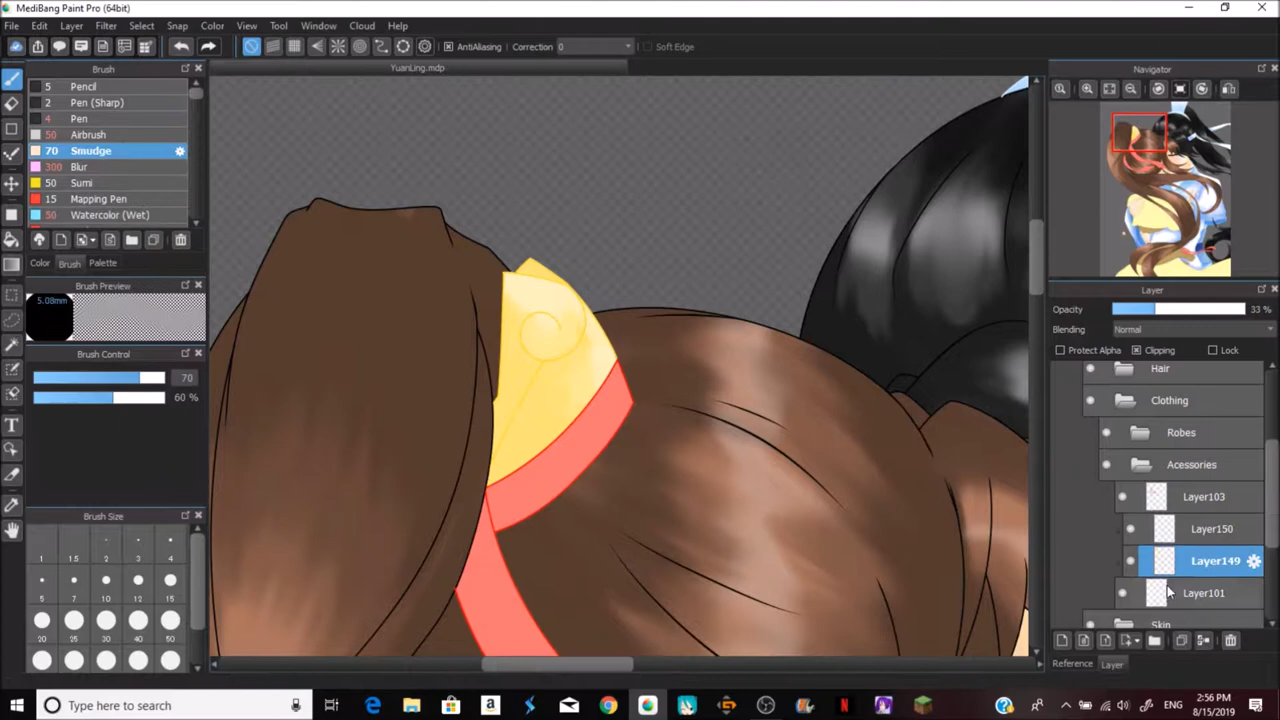 MediBang Paint Pro (64bit)
File Edit Layer Filter Select Snap Color View Tool Window Cloud Help
AntiAliasing Correction 0 Soft Edge
Brush
YuanLing.mdp
Navigator
5 Pencil
2 Pen (Sharp)
4 Pen
50 Airbrush
70 Smudge
300 Blur
50 Sumi
15 Mapping Pen
50 Watercolor (Wet)
Color Brush Palette
Brush Preview
5.08mm
Brush Control
70
60 %
Brush Size
1 1.5 2 3 4
5 7 10 12 15
20 25 30 40 50
Layer
Opacity 33 %
Blending Normal
Protect Alpha Clipping Lock
Hair
Clothing
Robes
Acessories
Layer103
Layer150
Layer149
Layer101
Skin
Reference Layer
Type here to search
ENG
2:56 PM
8/15/2019